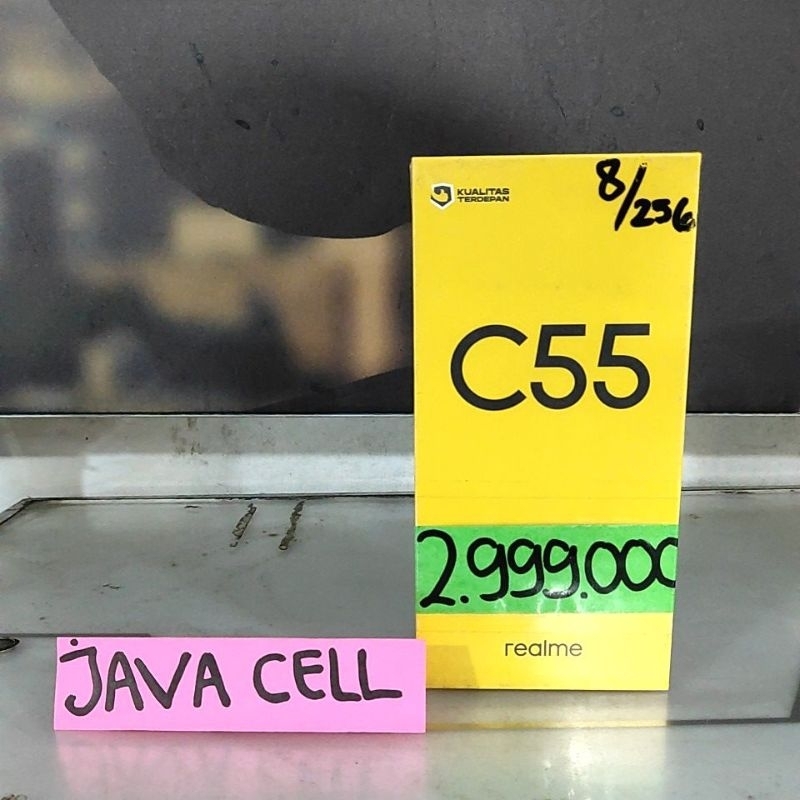 KUALITAS
TERDEPAN
8/256
C55
2.999.000
realme
JAVA CELL